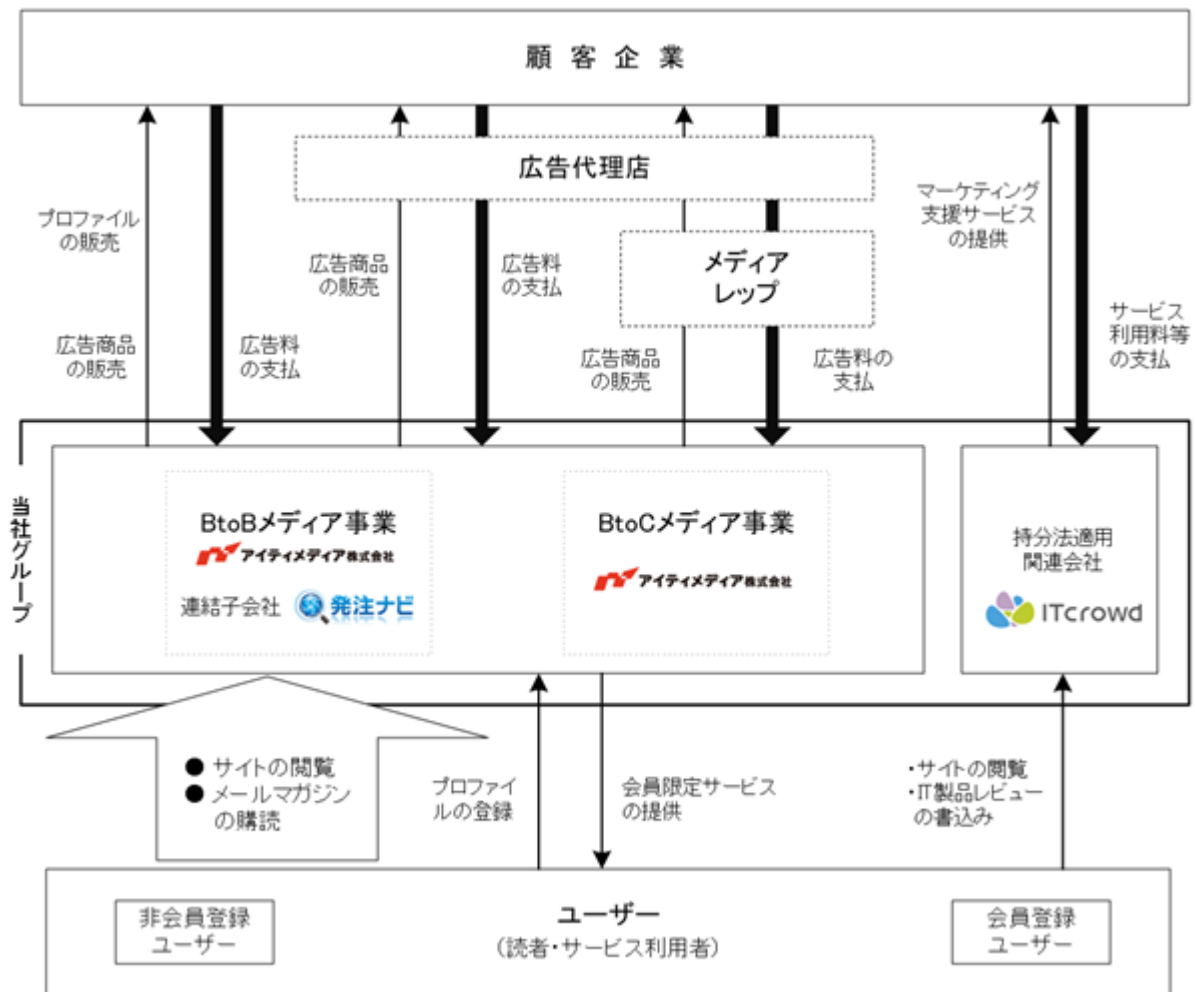 顧客企業
広告代理店
プロファイル
の販売
マーケティング
支援サービス
の提供
広告商品
の販売
広告料
の支払
メディア
レップ
広告商品
の販売
広告料
の支払
広告商品
の販売
広告料の
支払
サービス
利用料等
の支払
当社グループ
BtoBメディア事業
アイティメディア株式会社
連結子会社 発注ナビ
BtoCメディア事業
アイティメディア株式会社
持分法適用
関連会社
ITcrowd
● サイトの閲覧
● メールマガジン
の購読
プロファイ
ルの登録
会員限定サービス
の提供
・サイトの閲覧
・IT製品レビュー
の書込み
非会員登録
ユーザー
ユーザー
(読者・サービス利用者)
会員登録
ユーザー